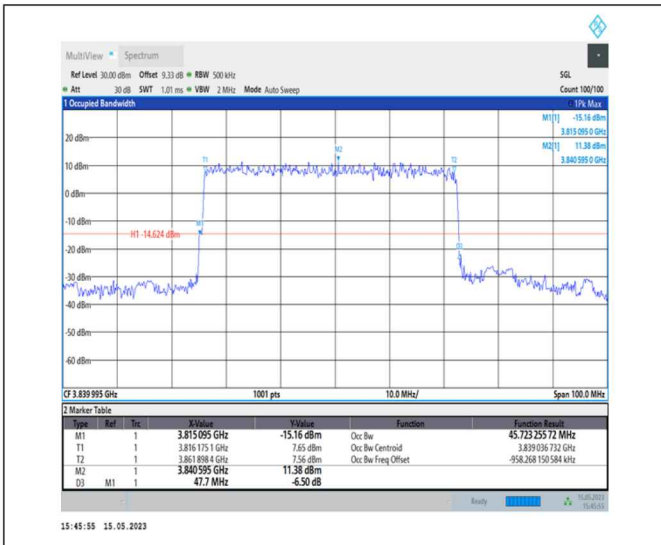 MultiView Spectrum
Ref Level 30.00 dBm Offset 9.33 dB RBW 500 kHz SGL
Att 30 dB SWT 1.01 ms VBW 2 MHz Mode Auto Sweep Count 100/100
1 Occupied Bandwidth 1Pk Max
M1[1] -15.16 dBm
3.815 095 0 GHz
M2[1] 11.38 dBm
3.840 595 0 GHz
20 dBm
M2
T1 T2
10 dBm
0 dBm
-10 dBm
M1
H1 -14.624 dBm
-20 dBm
D3
-30 dBm
-40 dBm
-50 dBm
-60 dBm
CF 3.839 995 GHz 1001 pts 10.0 MHz/ Span 100.0 MHz
2 Marker Table
Type Ref Trc X-Value Y-Value Function Function Result
M1 1 3.815 095 GHz -15.16 dBm Occ Bw 45.723 255 72 MHz
T1 1 3.816 175 1 GHz 7.65 dBm Occ Bw Centroid 3.839 036 732 GHz
T2 1 3.861 898 4 GHz 7.56 dBm Occ Bw Freq Offset -958.268 150 584 kHz
M2 1 3.840 595 GHz 11.38 dBm
D3 M1 1 47.7 MHz -6.50 dB
Ready 15.05.2023
15:45:55
15:45:55 15.05.2023